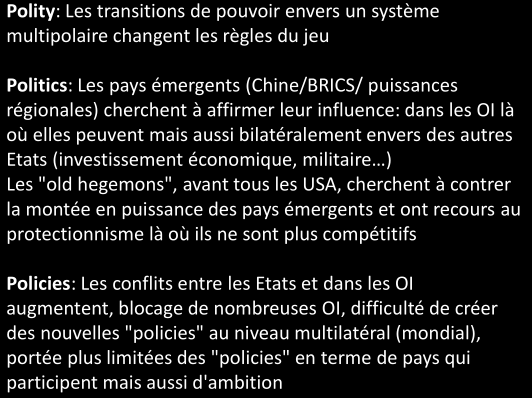 Polity: Les transitions de pouvoir envers un système
multipolaire changent les règles du jeu
Politics: Les pays émergents (Chine/BRICS/ puissances
régionales) cherchent à affirmer leur influence: dans les OI là
où elles peuvent mais aussi bilatéralement envers des autres
Etats (investissement économique, militaire…)
Les "old hegemons", avant tous les USA, cherchent à contrer
la montée en puissance des pays émergents et ont recours au
protectionnisme là où ils ne sont plus compétitifs
Policies: Les conflits entre les Etats et dans les OI
augmentent, blocage de nombreuses OI, difficulté de créer
des nouvelles "policies" au niveau multilatéral (mondial),
portée plus limitées des "policies" en terme de pays qui
participent mais aussi d'ambition